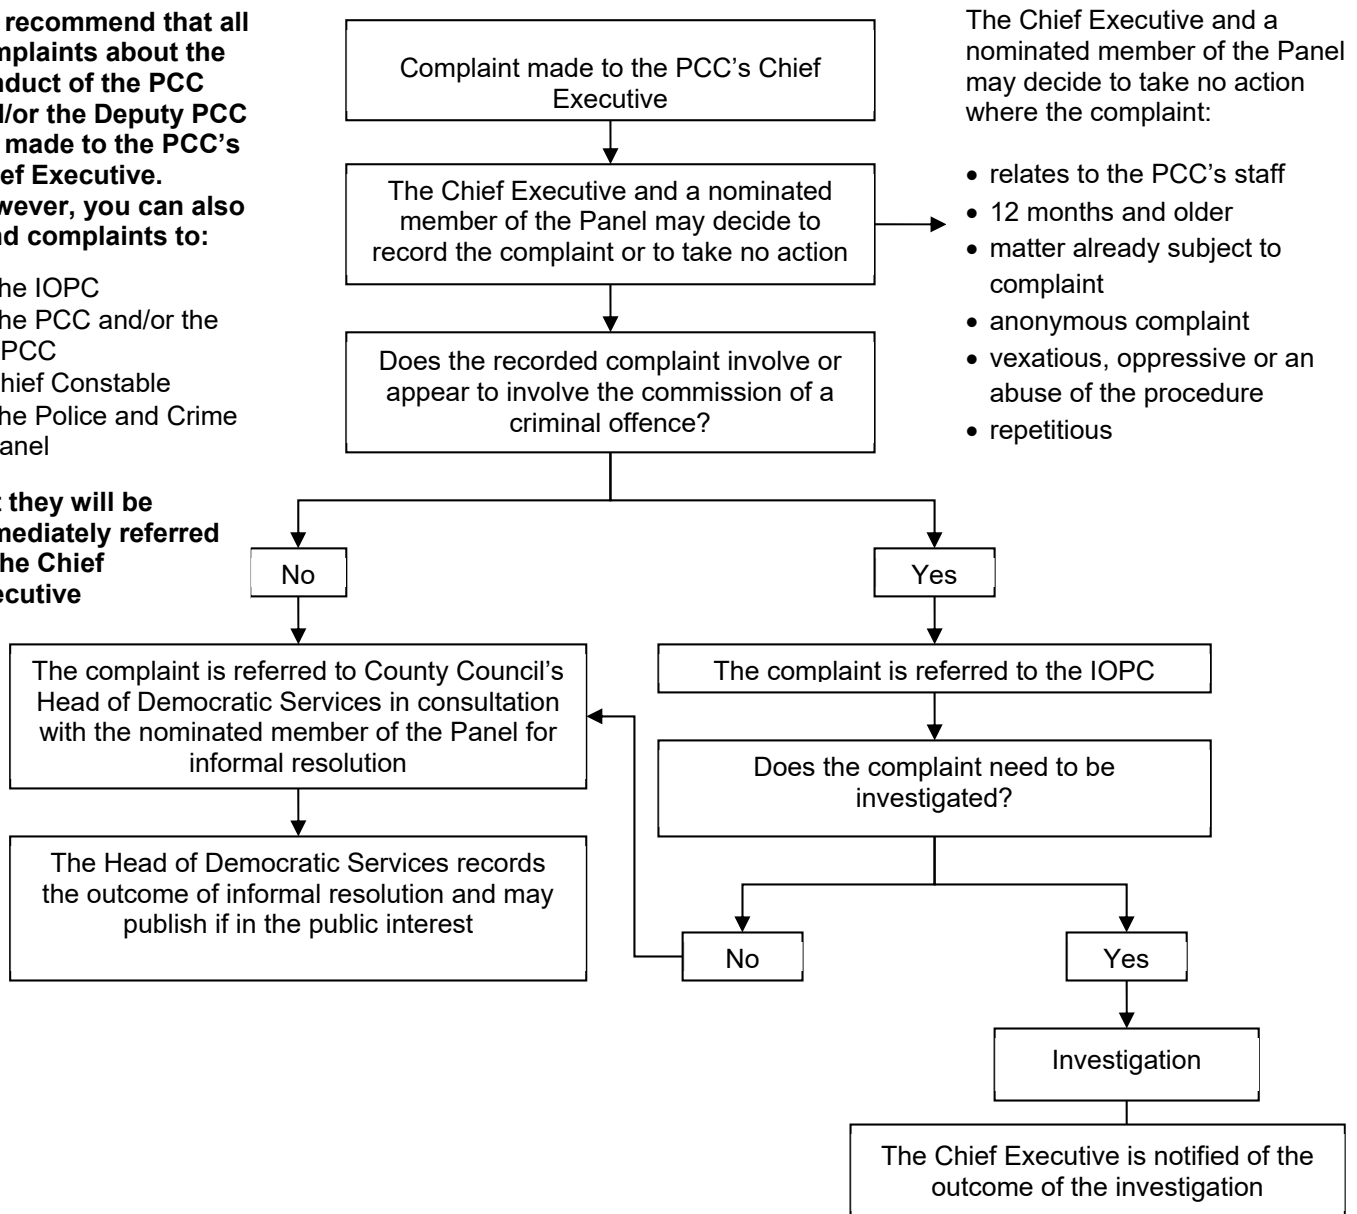 recommend that all
mplaints about the
nduct of the PCC
d/or the Deputy PCC
made to the PCC's
ef Executive.
wever, you can also
nd complaints to:
he IOPC
he PCC and/or the
PCC
hief Constable
he Police and Crime
anel
t they will be
mediately referred
the Chief
ecutive
Complaint made to the PCC's Chief
Executive
The Chief Executive and a nominated
member of the Panel may decide to
record the complaint or to take no action
The Chief Executive and a
nominated member of the Panel
may decide to take no action
where the complaint:
• relates to the PCC's staff
• 12 months and older
• matter already subject to
complaint
• anonymous complaint
• vexatious, oppressive or an
abuse of the procedure
• repetitious
Does the recorded complaint involve or
appear to involve the commission of a
criminal offence?
No
Yes
The complaint is referred to County Council's
Head of Democratic Services in consultation
with the nominated member of the Panel for
informal resolution
The Head of Democratic Services records
the outcome of informal resolution and may
publish if in the public interest
The complaint is referred to the IOPC
Does the complaint need to be
investigated?
No
Yes
Investigation
The Chief Executive is notified of the
outcome of the investigation